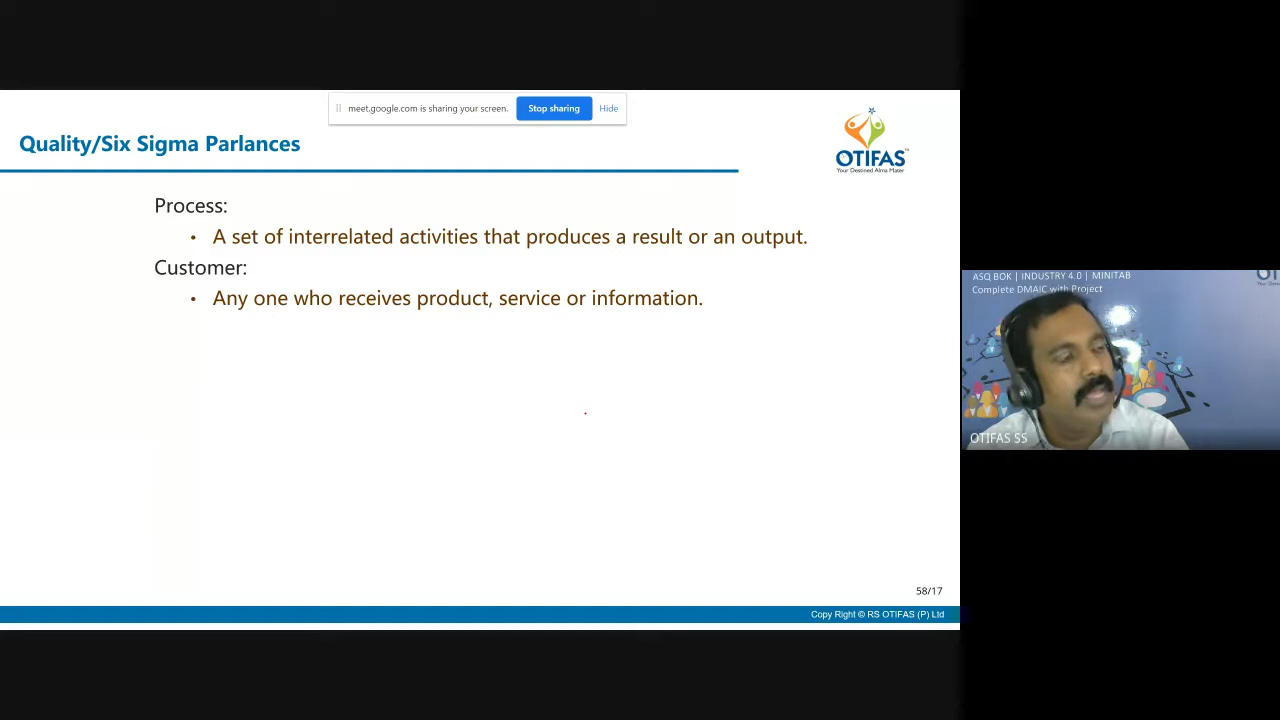 meet.google.com is sharing your screen. Stop sharing Hide
Quality/Six Sigma Parlances
OTIFAS
Your Destined Alma Mater
Process:
• A set of interrelated activities that produces a result or an output.
Customer:
• Any one who receives product, service or information.
58/17
Copy Right © RS OTIFAS (P) Ltd
ASQ BOK | INDUSTRY 4.0 | MINITAB
Complete DMAIC with Project
OTIFAS SS